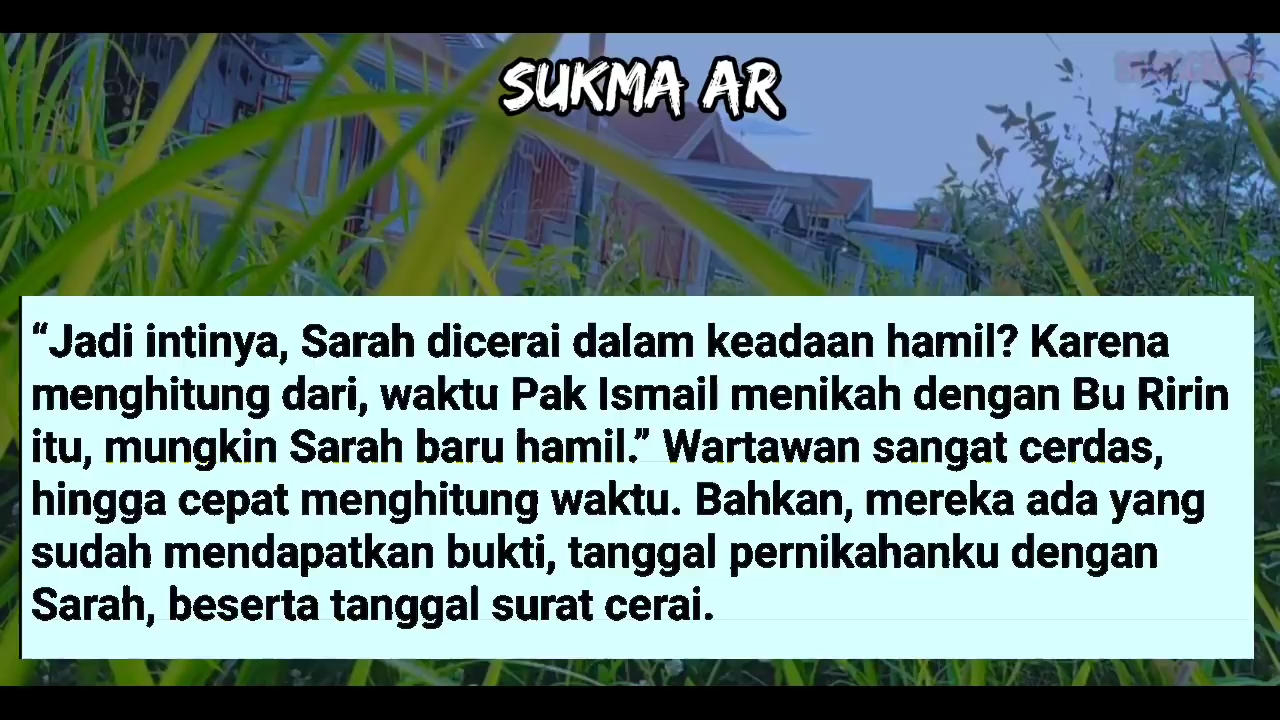 SUKMA AR
“Jadi intinya, Sarah dicerai dalam keadaan hamil? Karena
menghitung dari, waktu Pak Ismail menikah dengan Bu Ririn
itu, mungkin Sarah baru hamil.” Wartawan sangat cerdas,
hingga cepat menghitung waktu. Bahkan, mereka ada yang
sudah mendapatkan bukti, tanggal pernikahanku dengan
Sarah, beserta tanggal surat cerai.